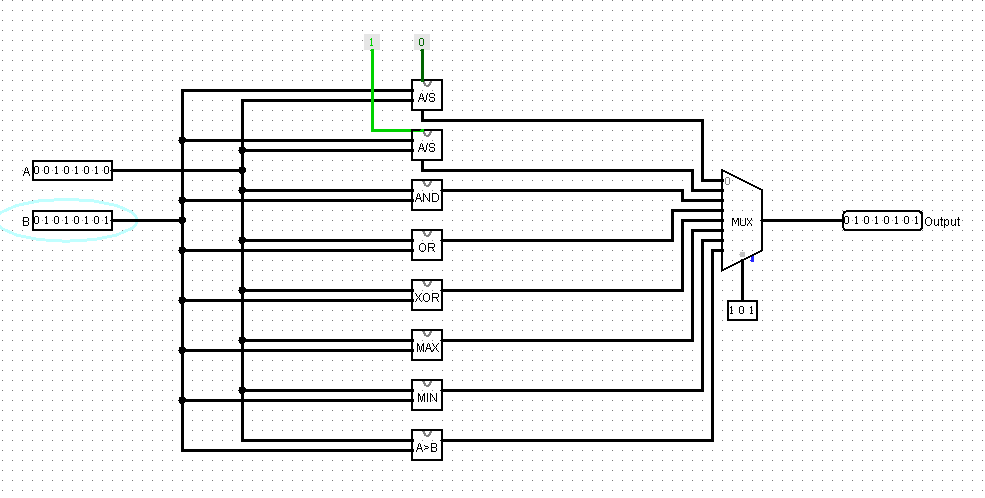 1 0
A/S
A/S
A 0 0 1 0 1 0 1 0
AND
0
B 0 1 0 1 0 1 0 1
MUX
0 1 0 1 0 1 0 1 Output
OR
XOR
1 0 1
MAX
MIN
A>B